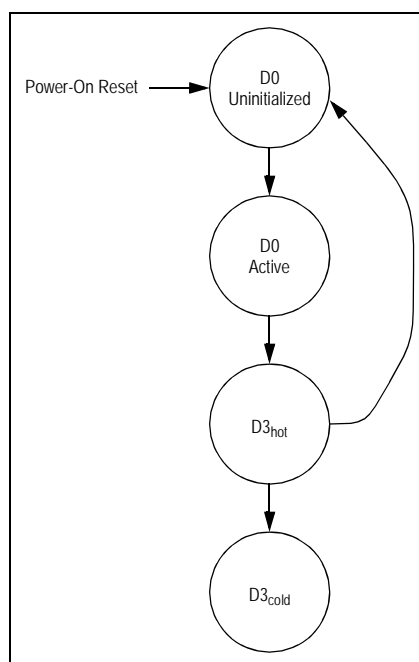 D0
Uninitialized
Power-On Reset
D0
Active
D3hot
D3cold